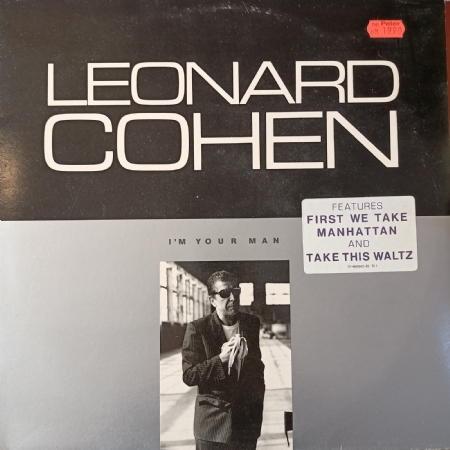 LEONARD
COHEN
I'M YOUR MAN
FEATURES
FIRST WE TAKE
MANHATTAN
AND
TAKE THIS WALTZ